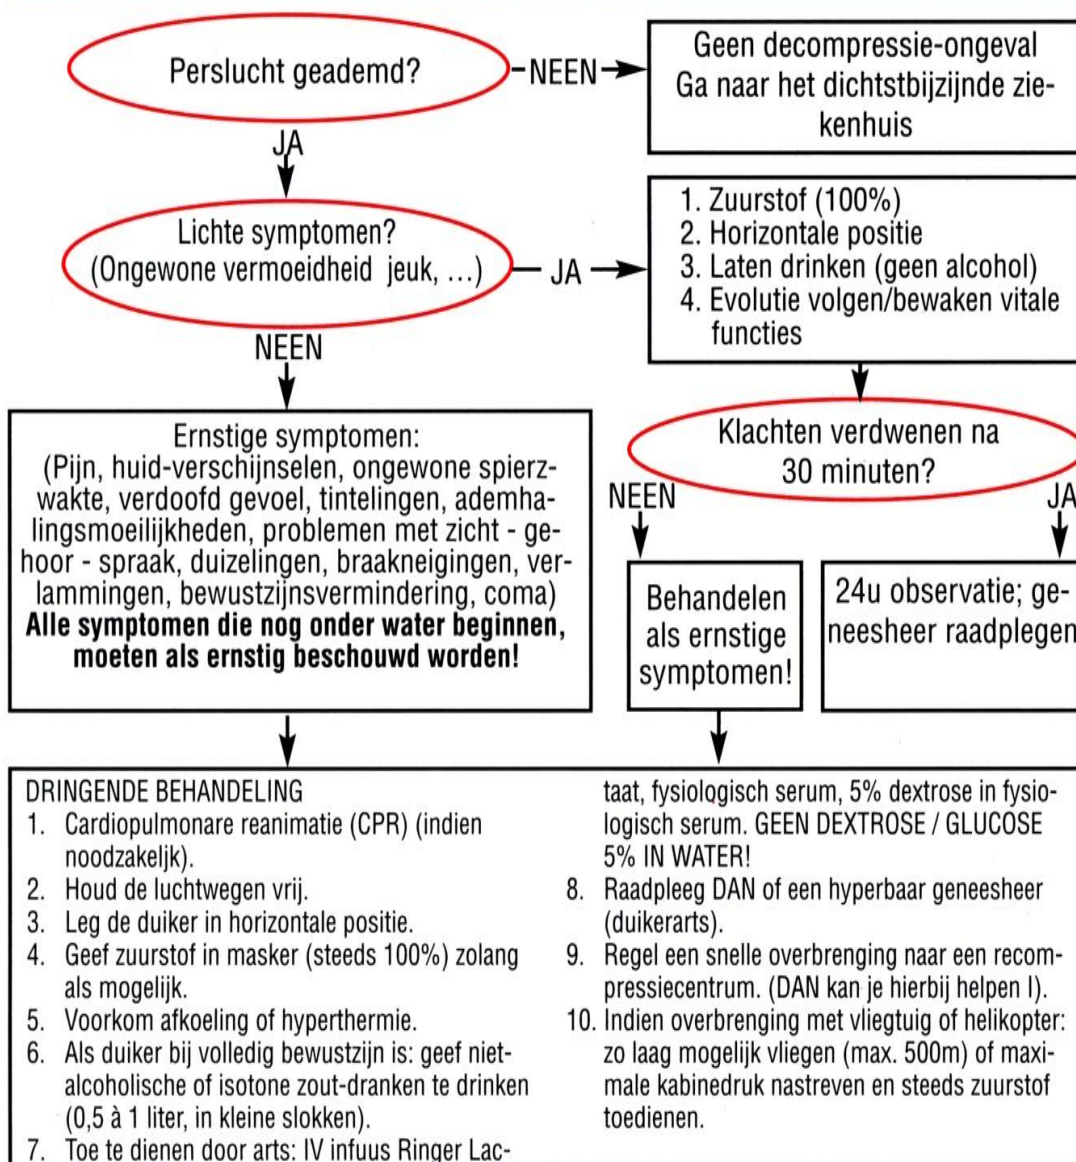 Perslucht geademd?
NEEN
Geen decompressie-ongeval
Ga naar het dichtstbijzijnde zie-
kenhuis
JA
Lichte symptomen?
(Ongewone vermoeidheid jeuk, ...)
JA
1. Zuurstof (100%)
2. Horizontale positie
3. Laten drinken (geen alcohol)
4. Evolutie volgen/bewaken vitale
functies
NEEN
Ernstige symptomen:
(Pijn, huid-verschijnselen, ongewone spierz-
wakte, verdoofd gevoel, tintelingen, ademha-
lingsmoeilijkheden, problemen met zicht - ge-
hoor - spraak, duizelingen, braakneigingen, ver-
lammingen, bewustzijnsvermindering, coma)
Alle symptomen die nog onder water beginnen,
moeten als ernstig beschouwd worden!
Klachten verdwenen na
30 minuten?
NEEN
JA
Behandelen
als ernstige
symptomen!
24u observatie; ge-
neesheer raadplegen
DRINGENDE BEHANDELING
1. Cardiopulmonare reanimatie (CPR) (indien
noodzakeljk).
2. Houd de luchtwegen vrij.
3. Leg de duiker in horizontale positie.
4. Geef zuurstof in masker (steeds 100%) zolang
als mogelijk.
5. Voorkom afkoeling of hyperthermie.
6. Als duiker bij volledig bewustzijn is: geef niet-
alcoholische of isotone zout-dranken te drinken
(0,5 à 1 liter, in kleine slokken).
7. Toe te dienen door arts: IV infuus Ringer Lac-
taat, fysiologisch serum, 5% dextrose in fysio-
logisch serum. GEEN DEXTROSE / GLUCOSE
5% IN WATER!
8. Raadpleeg DAN of een hyperbaar geneesheer
(duikerarts).
9. Regel een snelle overbrenging naar een recom-
pressiecentrum. (DAN kan je hierbij helpen I).
10. Indien overbrenging met vliegtuig of helikopter:
zo laag mogelijk vliegen (max. 500m) of maxi-
male kabinedruk nastreven en steeds zuurstof
toedienen.